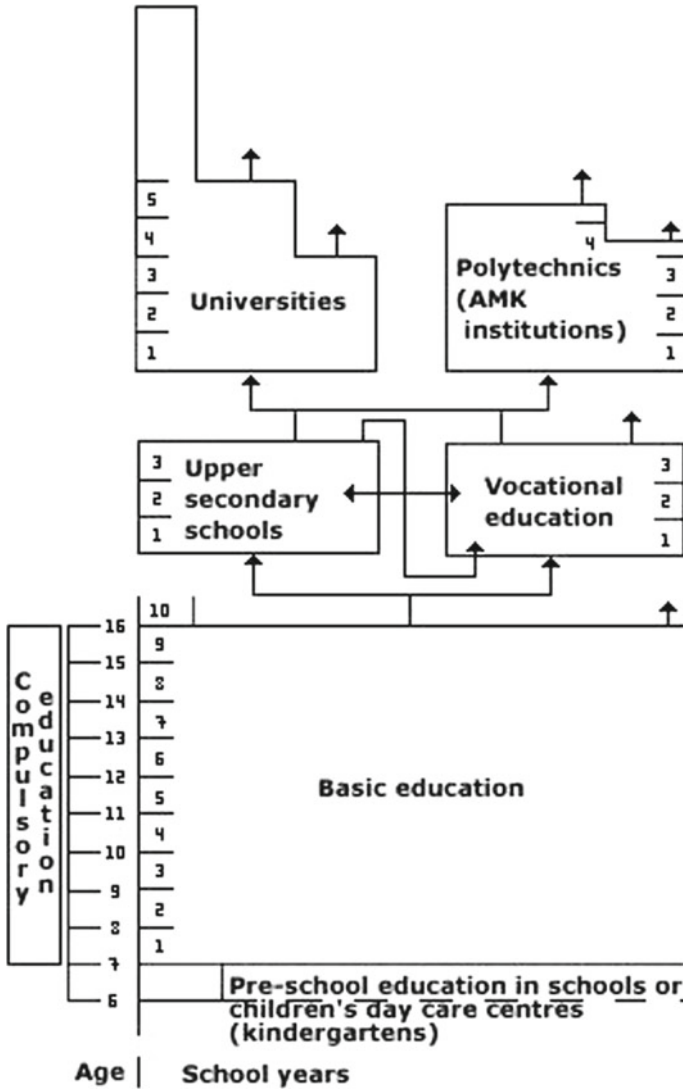 5
4
3
2
1
Universities
4
Polytechnics
(AMK
institutions)
3
2
1
3
2
1
Upper
secondary
schools
Vocational
education
3
2
1
Compulsory
education
16
15
14
13
12
11
10
9
8
7
6
10
9
8
7
6
5
4
3
2
1
Basic education
Pre-school education in schools or
children's day care centres
(kindergartens)
Age
School years